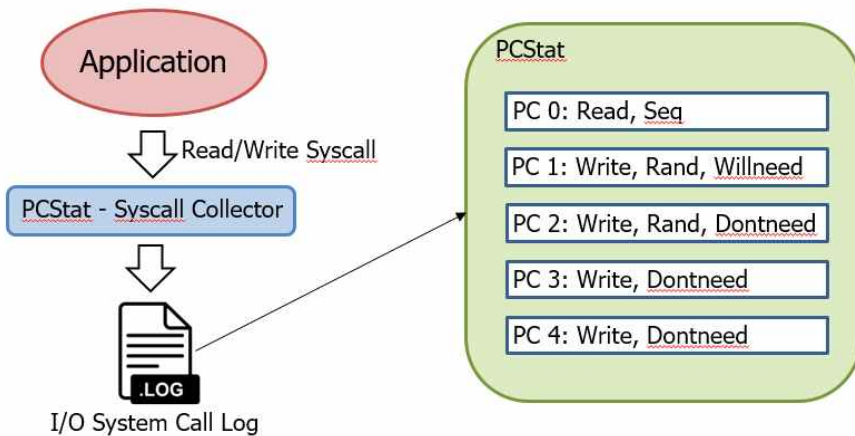 Application
Read/Write Syscall
PCStat - Syscall Collector
.LOG
I/O System Call Log
PCStat
PC 0: Read, Seq
PC 1: Write, Rand, Willneed
PC 2: Write, Rand, Dontneed
PC 3: Write, Dontneed
PC 4: Write, Dontneed